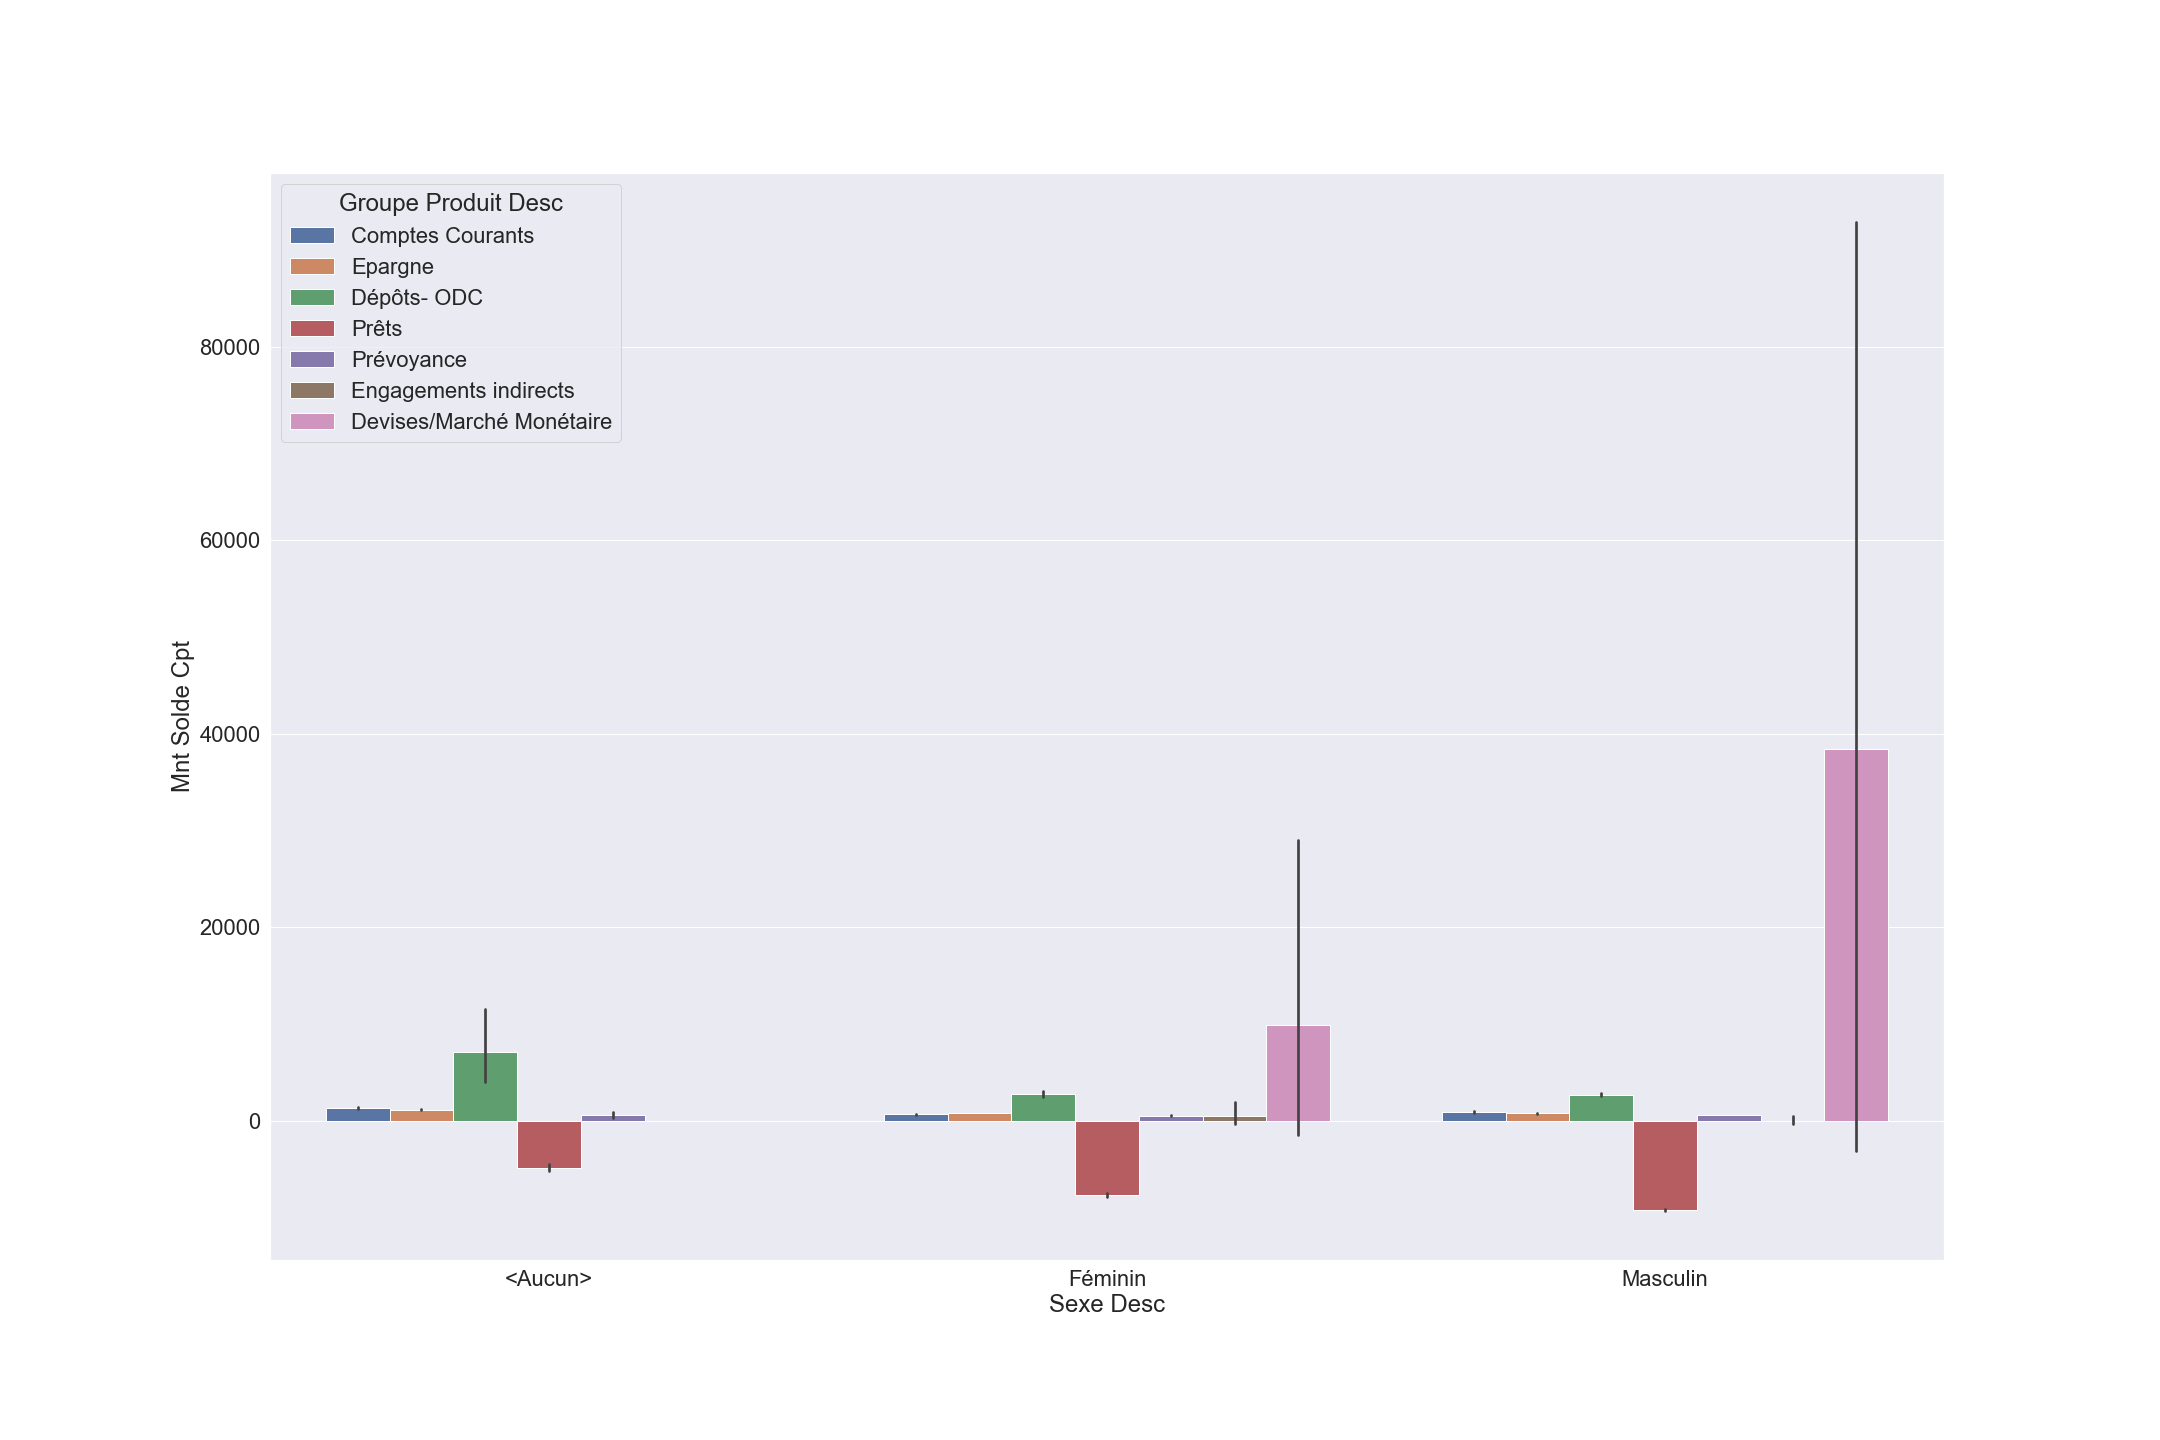 Groupe Produit Desc
Comptes Courants
Epargne
Dépôts- ODC
Prêts
Prévoyance
Engagements indirects
Devises/Marché Monétaire
80000
60000
40000
20000
0
Mnt Solde Cpt
<Aucun>
Féminin
Masculin
Sexe Desc